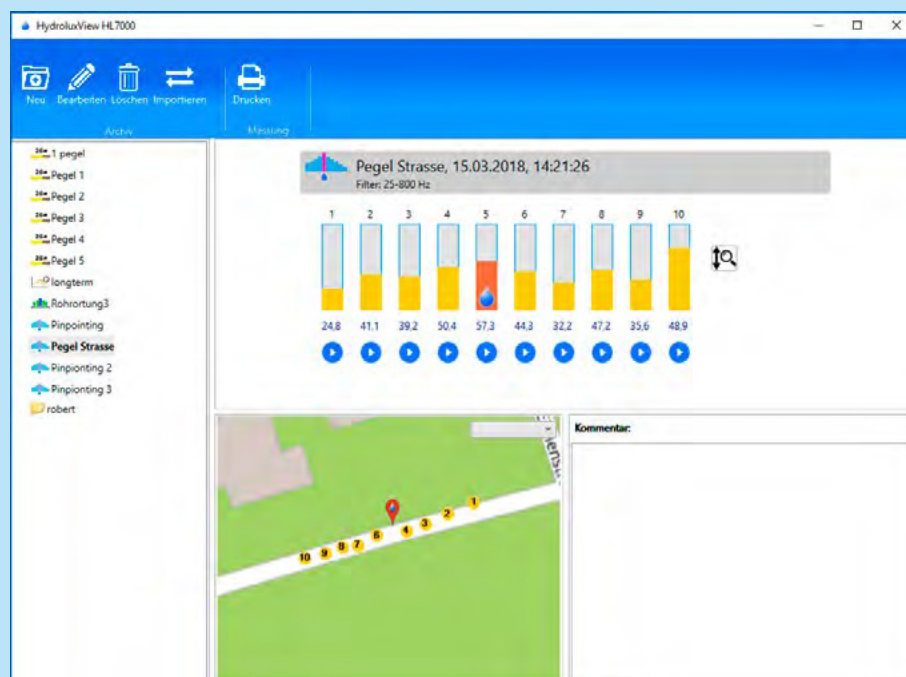 HydroluxView HL7000
Neu Bearbeiten Löschen Importieren Drucken
Archiv Messung
1 pegel
Pegel 1
Pegel 2
Pegel 3
Pegel 4
Pegel 5
longterm
Rohrortung3
Pinpointing
Pegel Strasse
Pinpionting 2
Pinpionting 3
robert
Pegel Strasse, 15.03.2018, 14:21:26
Filter: 25-800 Hz
1 2 3 4 5 6 7 8 9 10
24,8 41,1 39,2 50,4 57,3 44,3 32,2 47,2 35,6 48,9
1
2
3
4
6
7
8
9
10
Kommentar: